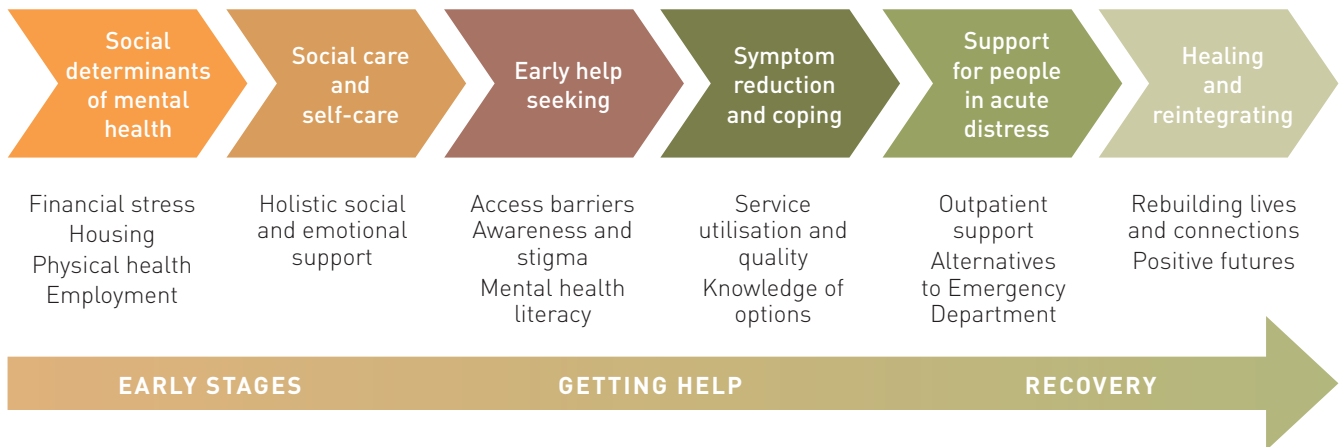 Social
determinants
of mental
health
Social care
and
self-care
Early help
seeking
Symptom
reduction
and coping
Support
for people
in acute
distress
Healing
and
reintegrating
Financial stress
Housing
Physical health
Employment
Holistic social
and emotional
support
Access barriers
Awareness and
stigma
Mental health
literacy
Service
utilisation and
quality
Knowledge of
options
Outpatient
support
Alternatives
to Emergency
Department
Rebuilding lives
and connections
Positive futures
EARLY STAGES
GETTING HELP
RECOVERY